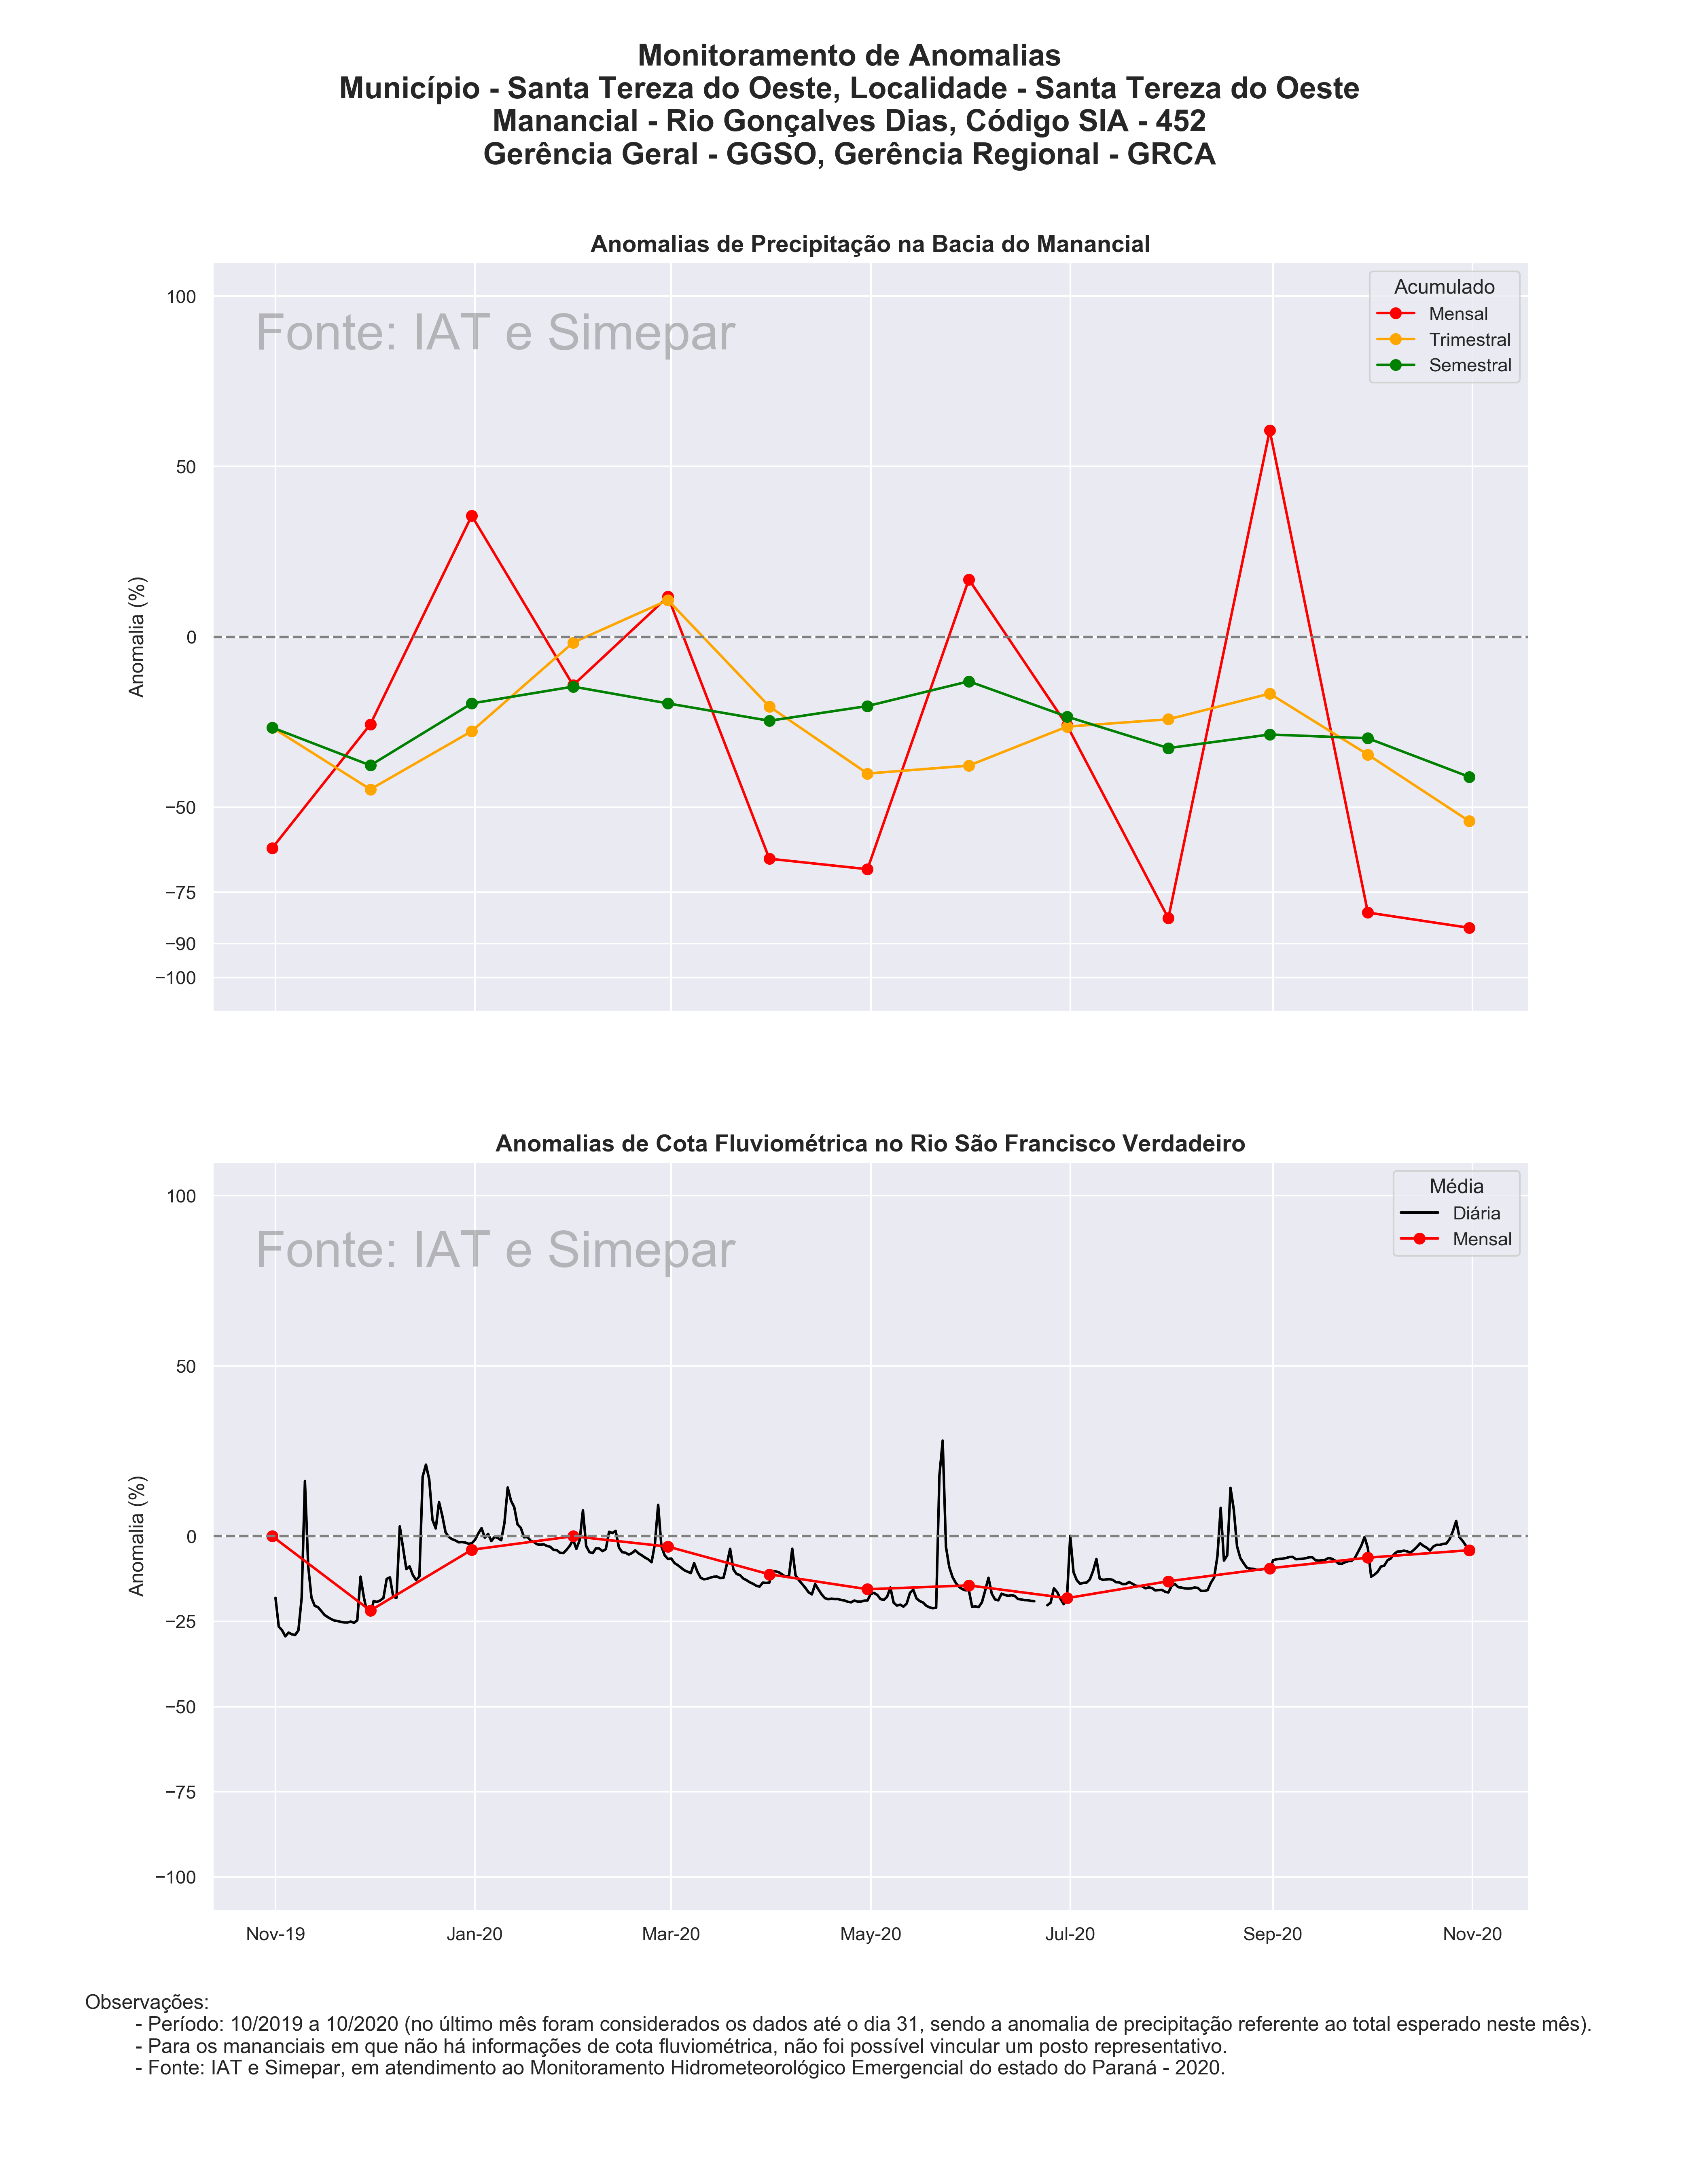 Monitoramento de Anomalias
Município - Santa Tereza do Oeste, Localidade - Santa Tereza do Oeste
Manancial - Rio Gonçalves Dias, Código SIA - 452
Gerência Geral - GGSO, Gerência Regional - GRCA
Anomalias de Precipitação na Bacia do Manancial
Fonte: IAT e Simepar
Acumulado
Mensal
Trimestral
Semestral
Anomalia (%)
100
50
0
−50
−75
−90
−100
Anomalias de Cota Fluviométrica no Rio São Francisco Verdadeiro
Fonte: IAT e Simepar
Média
Diária
Mensal
Anomalia (%)
100
50
0
−25
−50
−75
−100
Nov-19 Jan-20 Mar-20 May-20 Jul-20 Sep-20 Nov-20
Observações:
- Período: 10/2019 a 10/2020 (no último mês foram considerados os dados até o dia 31, sendo a anomalia de precipitação referente ao total esperado neste mês).
- Para os mananciais em que não há informações de cota fluviométrica, não foi possível vincular um posto representativo.
- Fonte: IAT e Simepar, em atendimento ao Monitoramento Hidrometeorológico Emergencial do estado do Paraná - 2020.